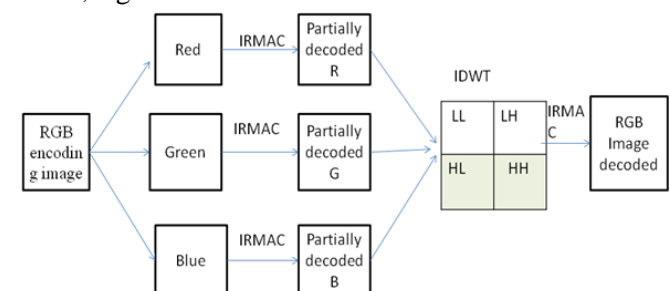 RGB
encodin
g image
Red
IRMAC
Partially
decoded
R
Green
IRMAC
Partially
decoded
G
Blue
IRMAC
Partially
decoded
B
IDWT
LL
LH
HL
HH
IRMA
C
RGB
Image
decoded